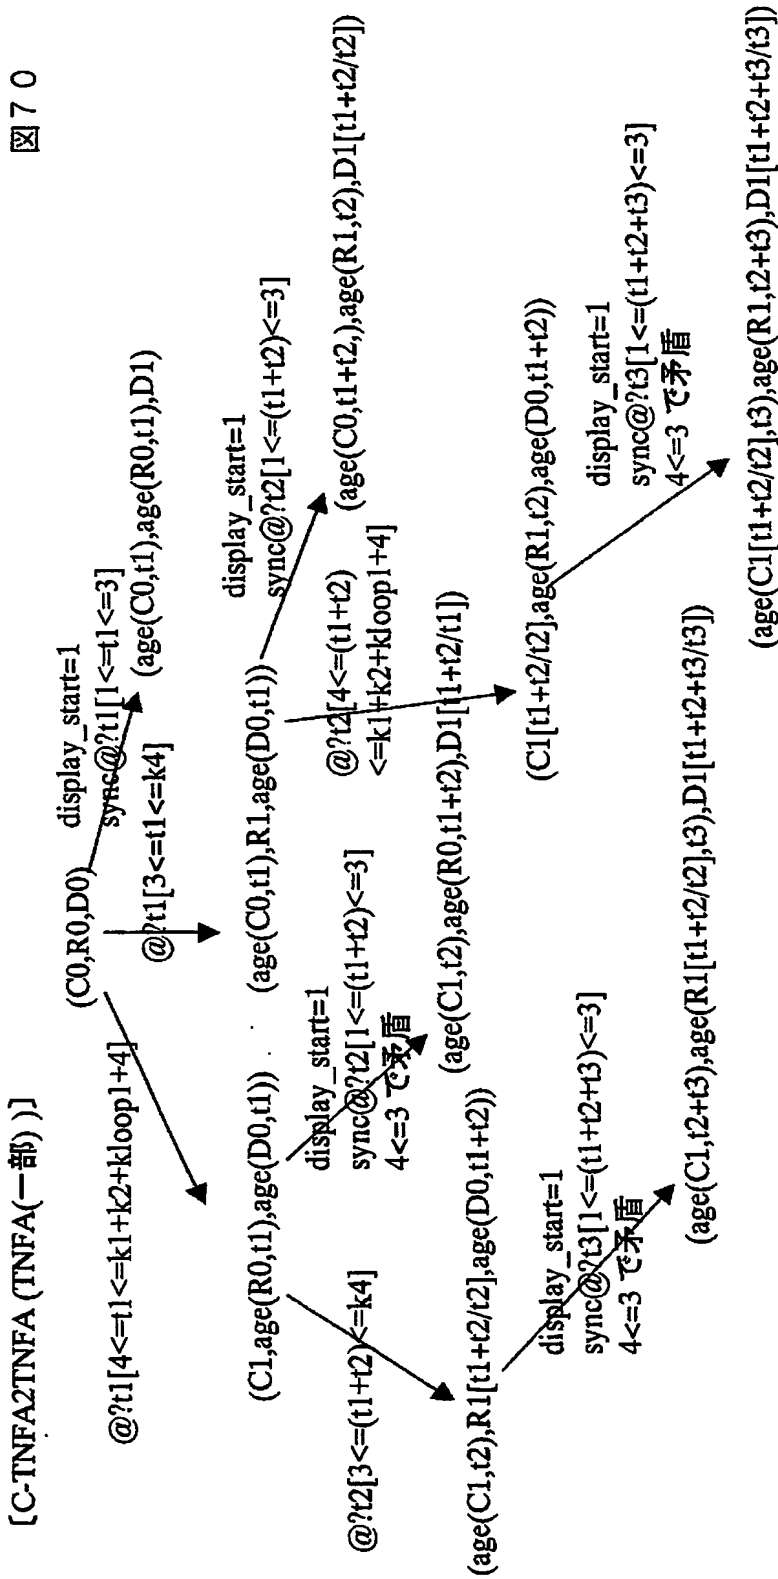 [C-TNFA2TNFA (TNFA(一部) )]
図７０
(C0,R0,D0)
display_start=1
sync@?t1[1<=t1<=3]
(age(C0,t1),age(R0,t1),D1)
@?t1[4<=t1<=k1+k2+kloop1+4]
@?t1[3<=t1<=k4]
(C1,age(R0,t1),age(D0,t1))
(age(C0,t1),R1,age(D0,t1))
display_start=1
sync@?t2[1<=(t1+t2)<=3]
(age(C0,t1+t2,),age(R1,t2),D1[t1+t2/t2])
@?t2[3<=(t1+t2)<=k4]
display_start=1
sync@?t2[1<=(t1+t2)<=3]
4<=3 で矛盾
@?t2[4<=(t1+t2)
<=k1+k2+kloop1+4]
(age(C1,t2),age(R0,t1+t2),D1[t1+t2/t1])
(age(C1,t2),R1[t1+t2/t2],age(D0,t1+t2))
(C1[t1+t2/t2],age(R1,t2),age(D0,t1+t2))
display_start=1
sync@?t3[1<=(t1+t2+t3)<=3]
4<=3 で矛盾
display_start=1
sync@?t3[1<=(t1+t2+t3)<=3]
4<=3 で矛盾
(age(C1,t2+t3),age(R1[t1+t2/t2],t3),D1[t1+t2+t3/t3])
(age(C1[t1+t2/t2],t3),age(R1,t2+t3),D1[t1+t2+t3/t3])